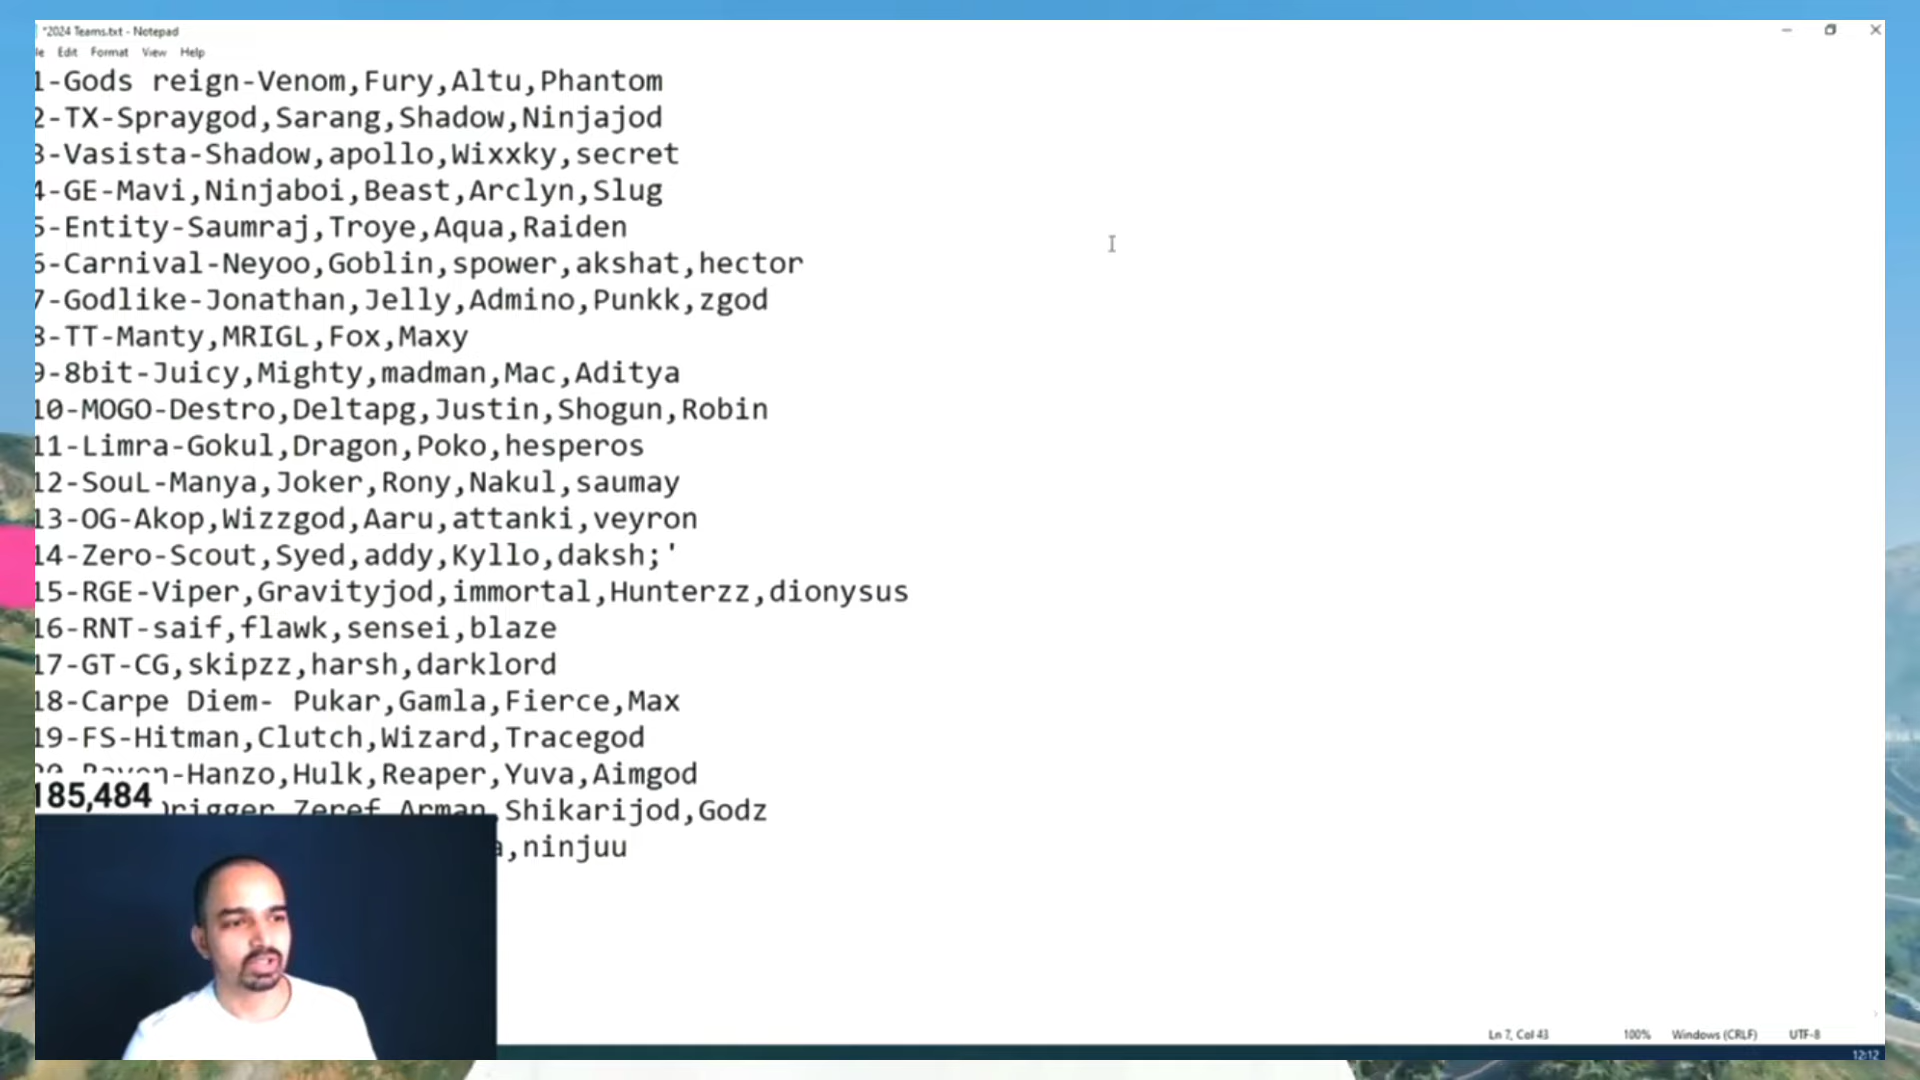 *2024 Teams.txt - Notepad
Edit Format View Help
1-Gods reign-Venom,Fury,Altu,Phantom
2-TX-Spraygod,Sarang,Shadow,Ninjajod
3-Vasista-Shadow,apollo,Wixxky,secret
4-GE-Mavi,Ninjaboi,Beast,Arclyn,Slug
5-Entity-Saumraj,Troye,Aqua,Raiden
6-Carnival-Neyoo,Goblin,spower,akshat,hector
7-Godlike-Jonathan,Jelly,Admino,Punkk,zgod
8-TT-Manty,MRIGL,Fox,Maxy
9-8bit-Juicy,Mighty,madman,Mac,Aditya
10-MOGO-Destro,Deltapg,Justin,Shogun,Robin
11-Limra-Gokul,Dragon,Poko,hesperos
12-SouL-Manya,Joker,Rony,Nakul,saumay
13-OG-Akop,Wizzgod,Aaru,attanki,veyron
14-Zero-Scout,Syed,addy,Kyllo,daksh;'
15-RGE-Viper,Gravityjod,immortal,Hunterzz,dionysus
16-RNT-saif,flawk,sensei,blaze
17-GT-CG,skipzz,harsh,darklord
18-Carpe Diem- Pukar,Gamla,Fierce,Max
19-FS-Hitman,Clutch,Wizard,Tracegod
20-Raven-Hanzo,Hulk,Reaper,Yuva,Aimgod
185,484
Zeref,Arman,Shikarijod,Godz
,ninjuu
Ln 7, Col 43 100% Windows (CRLF) UTF-8
12:12